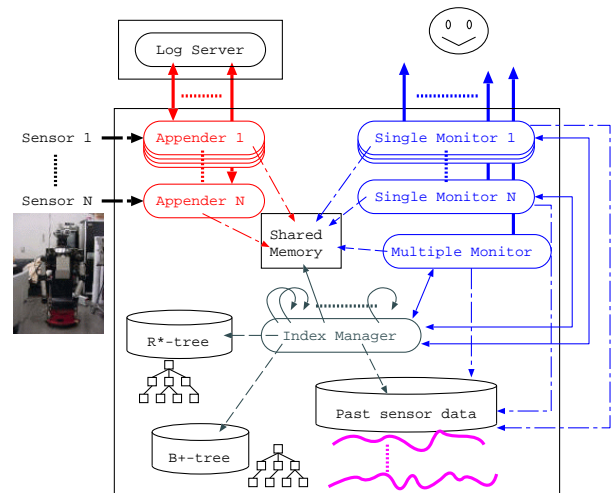 Log Server
Sensor 1
Appender 1
Single Monitor 1
Sensor N
Appender N
Single Monitor N
Shared
Memory
Multiple Monitor
Index Manager
R*-tree
Past sensor data
B+-tree